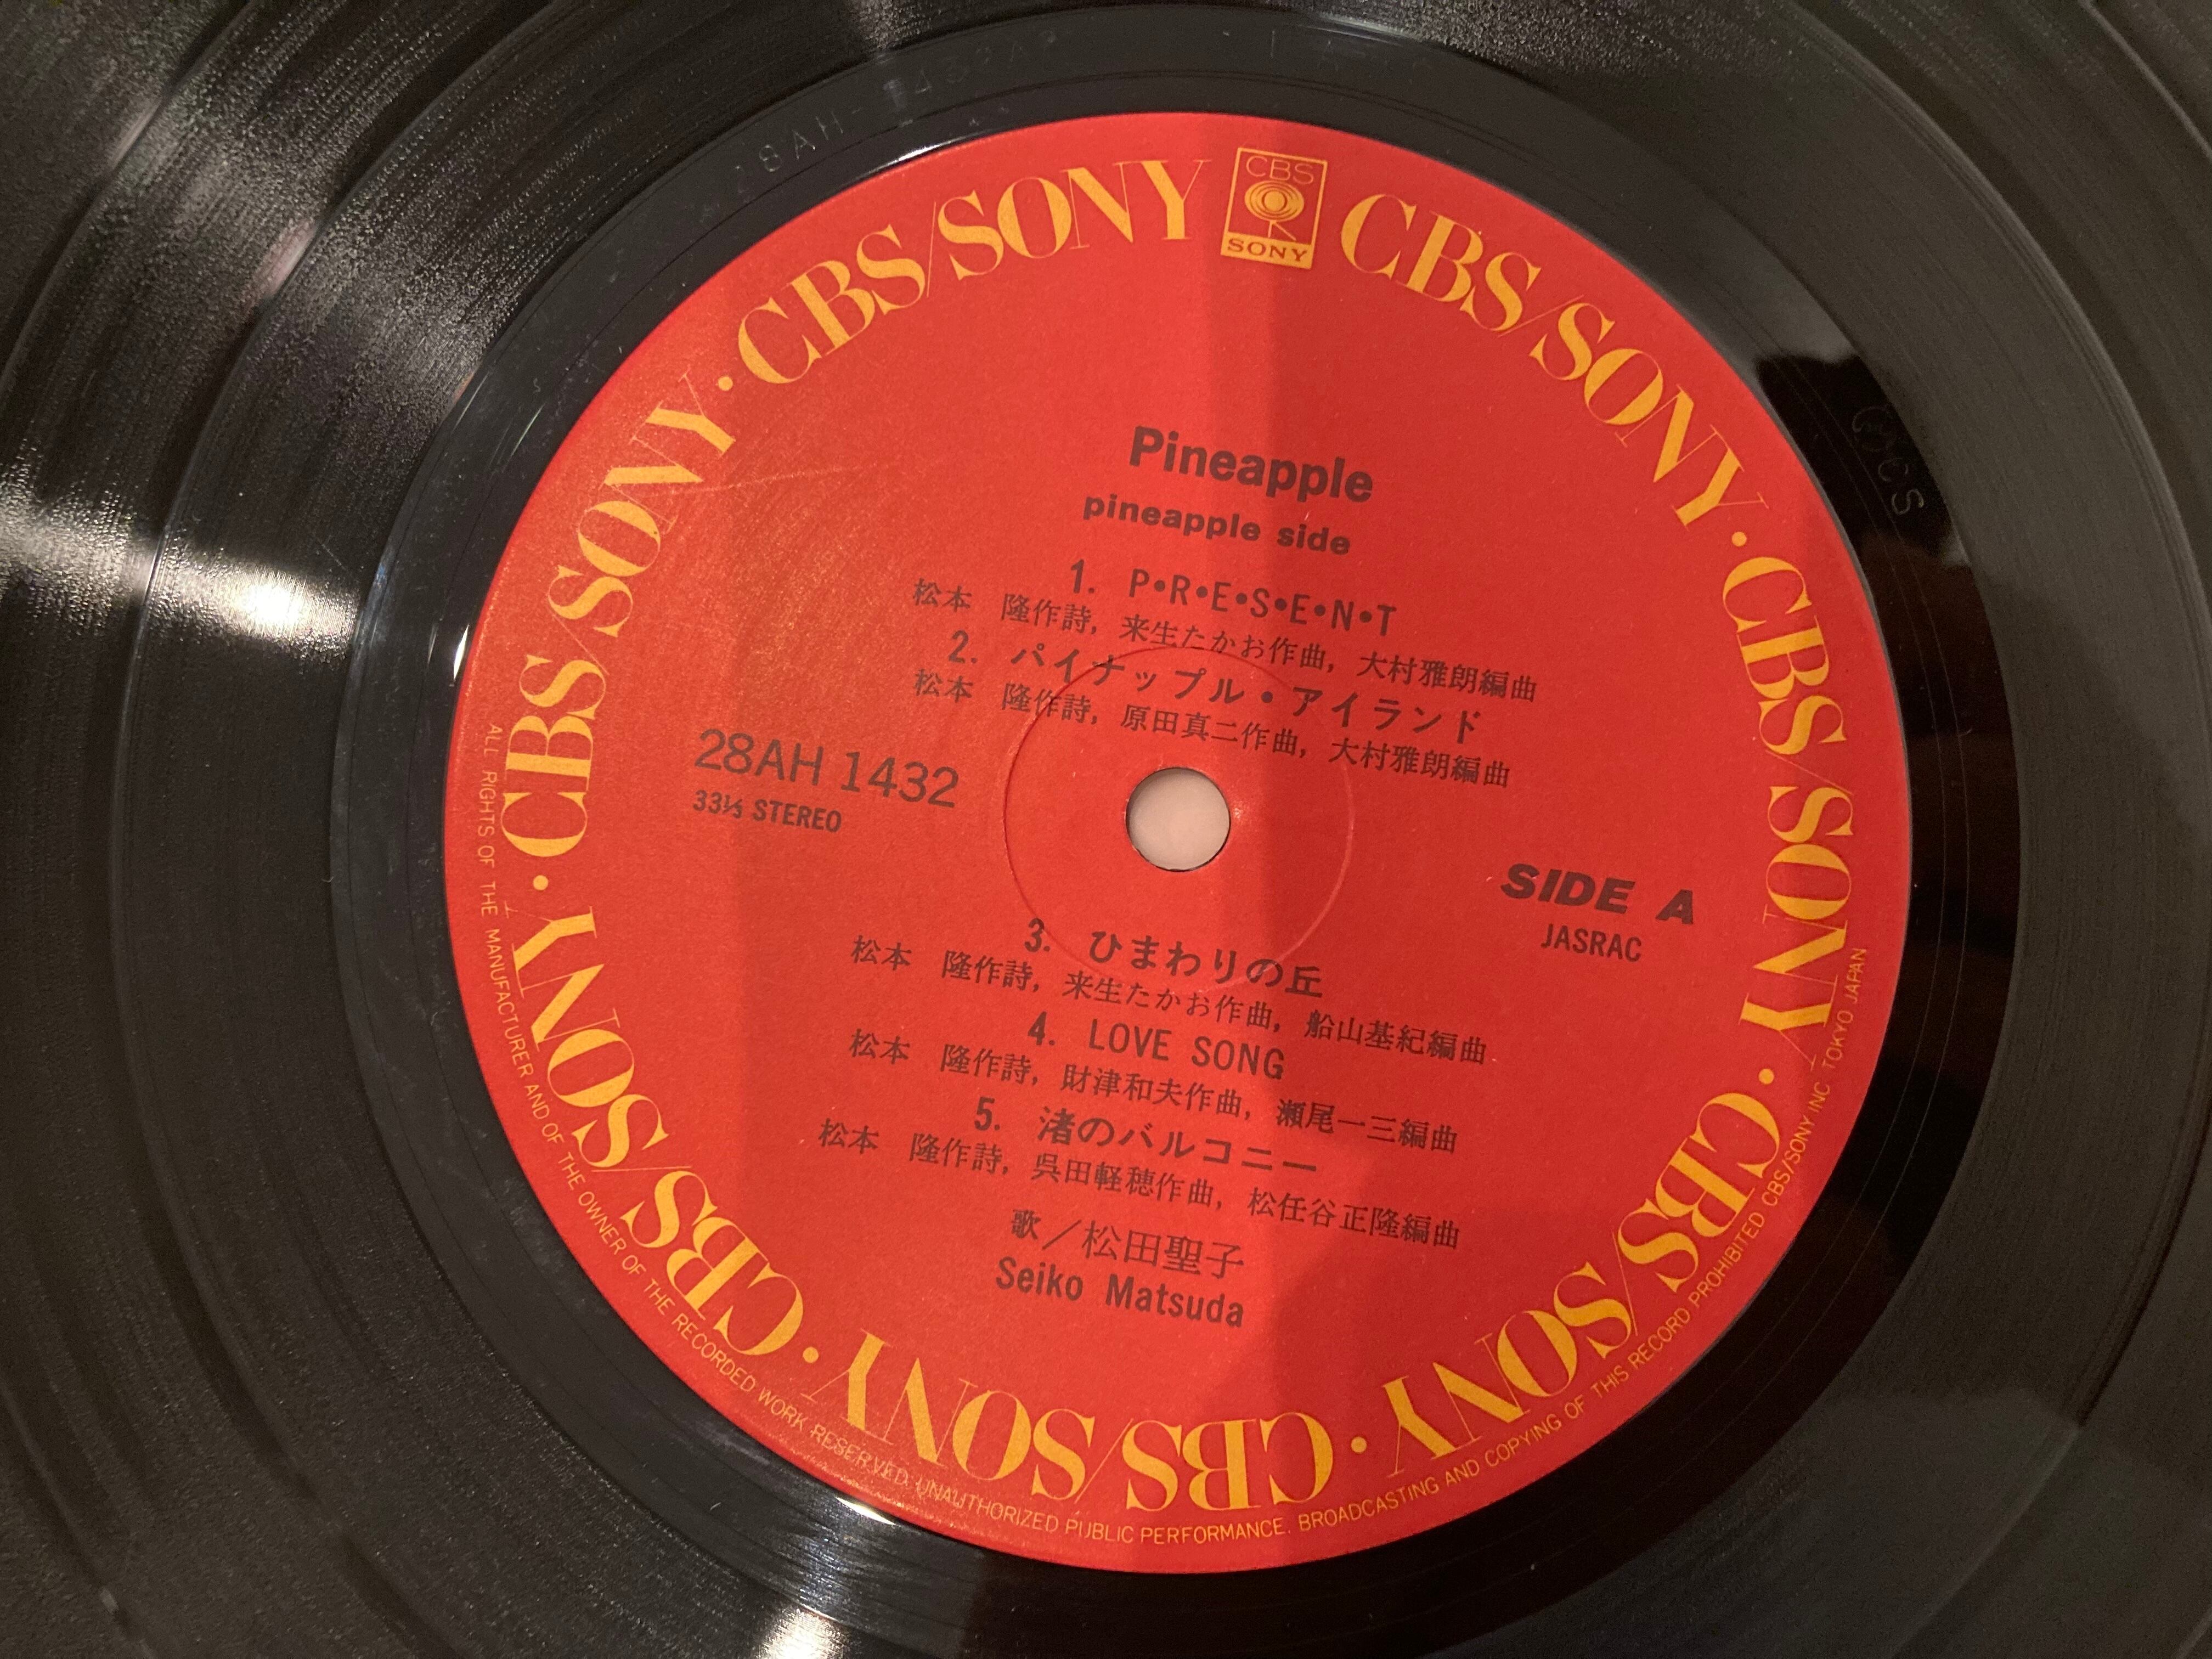 28AH-1432A
CBS
SONY
CBS/SONY · CBS/SONY · CBS/SONY · CBS/SONY · CBS/SONY · CBS/SONY · CBS/SONY · CBS/SONY
Pineapple
pineapple side
1. P•R•E•S•E•N•T
松本 隆作詩, 来生たかお作曲, 大村雅朗編曲
2. パイナップル・アイランド
松本 隆作詩, 原田真二作曲, 大村雅朗編曲
28AH 1432
33⅓ STEREO
SIDE A
JASRAC
3. ひまわりの丘
松本 隆作詩, 来生たかお作曲, 船山基紀編曲
4. LOVE SONG
松本 隆作詩, 財津和夫作曲, 瀬尾一三編曲
5. 渚のバルコニー
松本 隆作詩, 呉田軽穂作曲, 松任谷正隆編曲
歌／松田聖子
Seiko Matsuda
ALL RIGHTS OF THE MANUFACTURER AND OF THE OWNER OF THE RECORDED WORK RESERVED. UNAUTHORIZED PUBLIC PERFORMANCE. BROADCASTING AND COPYING OF THIS RECORD PROHIBITED CBS/SONY INC TOKYO JAPAN